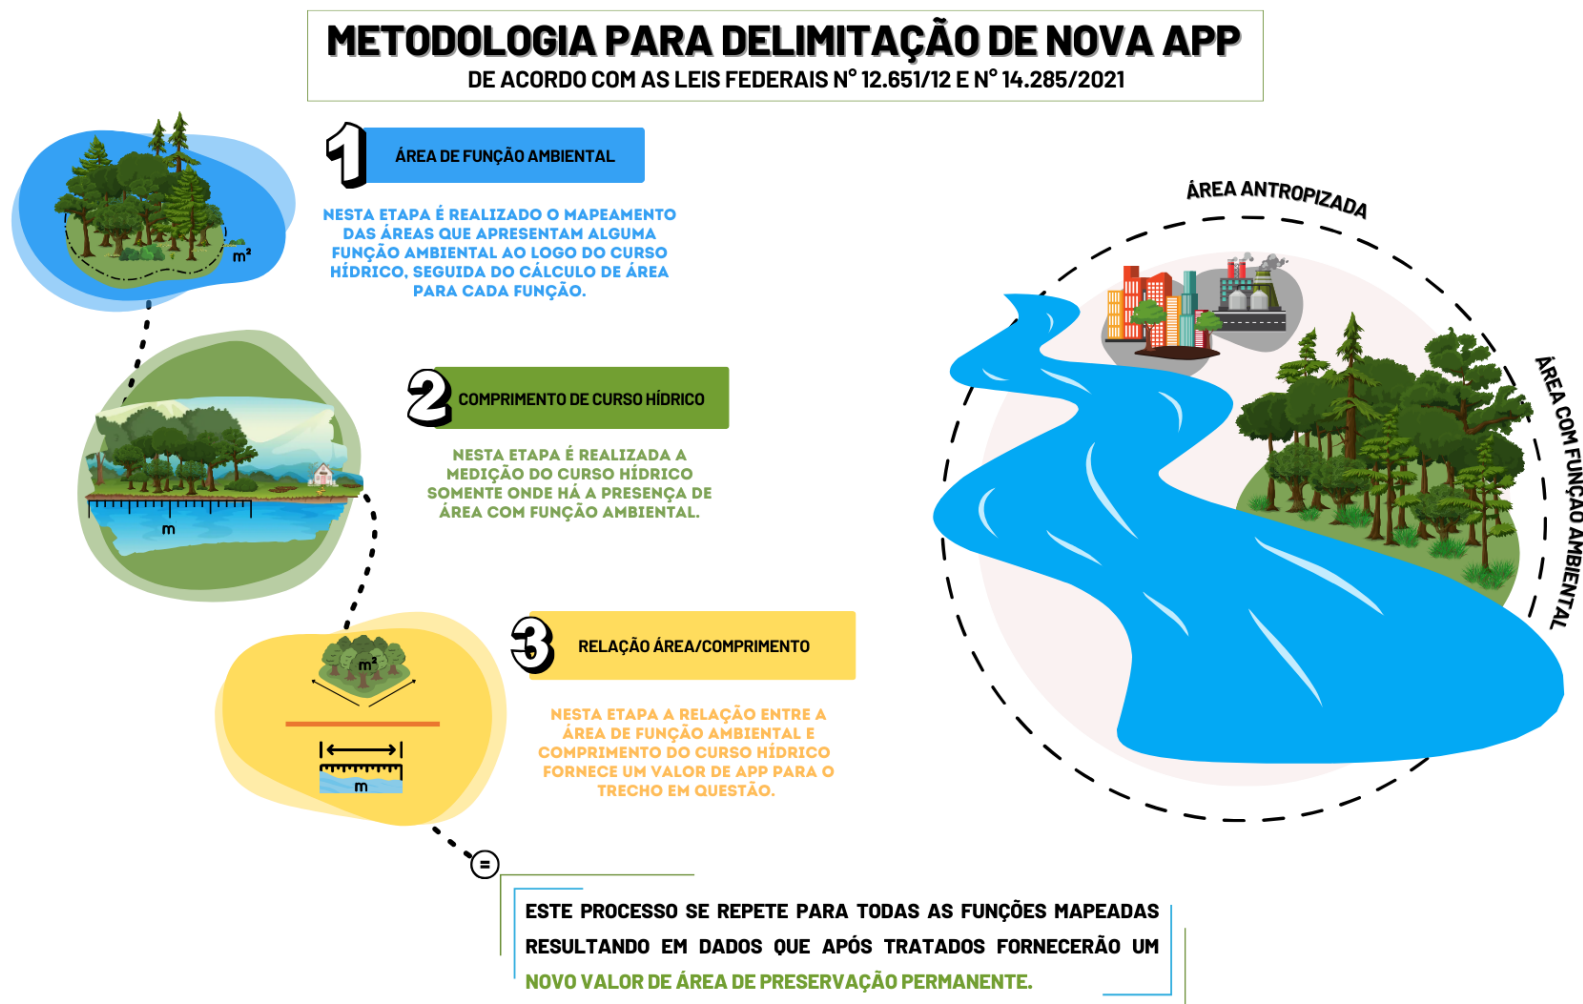 METODOLOGIA PARA DELIMITAÇÃO DE NOVA APP
DE ACORDO COM AS LEIS FEDERAIS N° 12.651/12 E N° 14.285/2021
1
ÁREA DE FUNÇÃO AMBIENTAL
NESTA ETAPA É REALIZADO O MAPEAMENTO
DAS ÁREAS QUE APRESENTAM ALGUMA
FUNÇÃO AMBIENTAL AO LOGO DO CURSO
HÍDRICO, SEGUIDA DO CÁLCULO DE ÁREA
PARA CADA FUNÇÃO.
m²
2
COMPRIMENTO DE CURSO HÍDRICO
NESTA ETAPA É REALIZADA A
MEDIÇÃO DO CURSO HÍDRICO
SOMENTE ONDE HÁ A PRESENÇA DE
ÁREA COM FUNÇÃO AMBIENTAL.
m
3
RELAÇÃO ÁREA/COMPRIMENTO
m²
m
NESTA ETAPA A RELAÇÃO ENTRE A
ÁREA DE FUNÇÃO AMBIENTAL E
COMPRIMENTO DO CURSO HÍDRICO
FORNECE UM VALOR DE APP PARA O
TRECHO EM QUESTÃO.
=
ESTE PROCESSO SE REPETE PARA TODAS AS FUNÇÕES MAPEADAS
RESULTANDO EM DADOS QUE APÓS TRATADOS FORNECERÃO UM
NOVO VALOR DE ÁREA DE PRESERVAÇÃO PERMANENTE.
ÁREA ANTROPIZADA
ÁREA COM FUNÇÃO AMBIENTAL